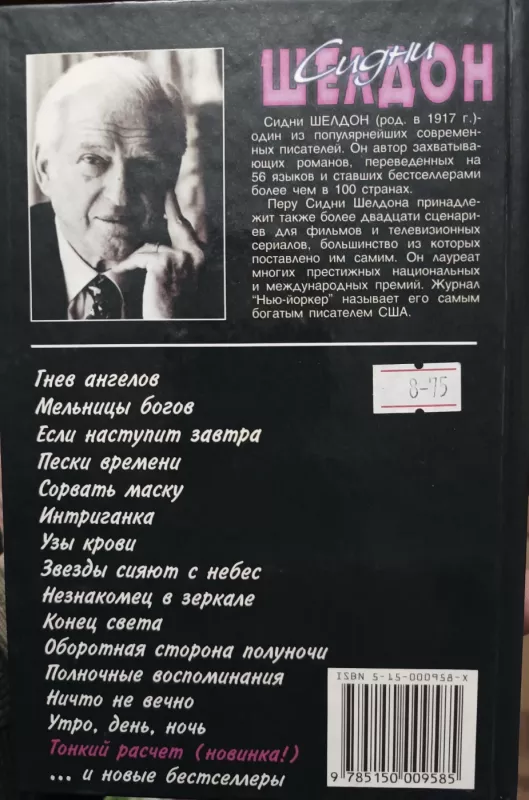 Сидни
ШЕЛДОН
Сидни ШЕЛДОН (род. в 1917 г.)-
один из популярнейших современ-
ных писателей. Он автор захватыва-
ющих романов, переведенных на
56 языков и ставших бестселлерами
более чем в 100 странах.
Перу Сидни Шелдона принадле-
жит также более двадцати сценари-
ев для фильмов и телевизионных
сериалов, большинство из которых
поставлено им самим. Он лауреат
многих престижных национальных
и международных премий. Журнал
"Нью-йоркер" называет его самым
богатым писателем США.
8-75
Гнев ангелов
Мельницы богов
Если наступит завтра
Пески времени
Сорвать маску
Интриганка
Узы крови
Звезды сияют с небес
Незнакомец в зеркале
Конец света
Оборотная сторона полуночи
Полночные воспоминания
Ничто не вечно
Утро, день, ночь
Тонкий расчет (новинка!)
... и новые бестселлеры
ISBN 5-15-000958-X
9 785150 009585